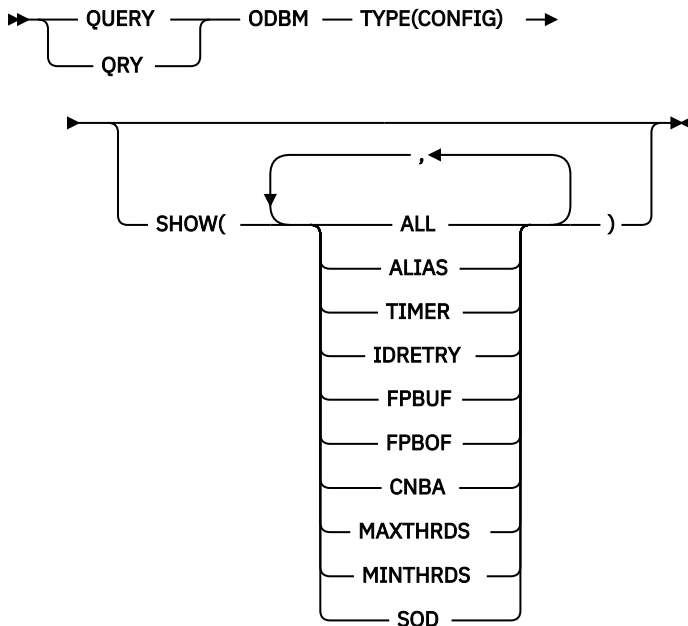 QUERY ODBM TYPE(CONFIG)
QRY
,
SHOW( ALL )
ALIAS
TIMER
IDRETRY
FPBUF
FPBOF
CNBA
MAXTHRDS
MINTHRDS
SOD